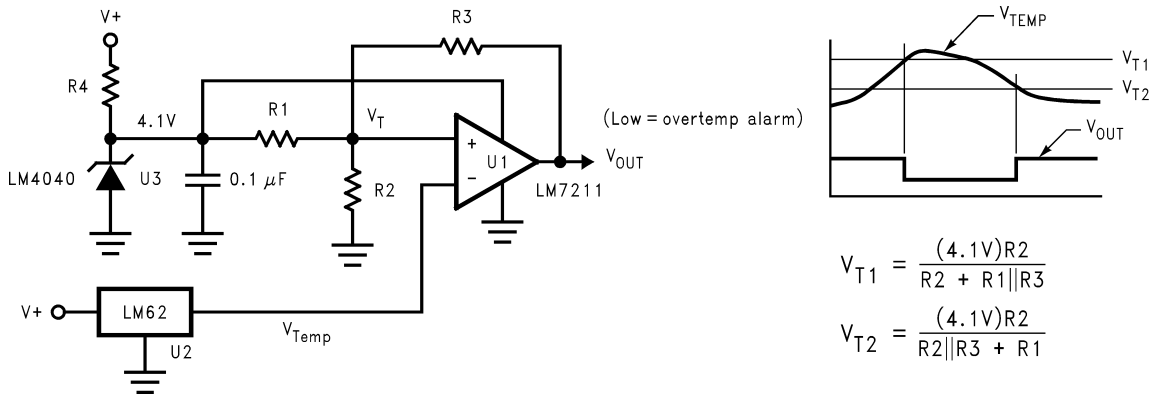 V+
R4
4.1V
LM4040
U3
0.1 µF
R1
V_T
R2
R3
+
−
U1
LM7211
(Low = overtemp alarm)
V_OUT
V+
LM62
U2
V_Temp
V_TEMP
V_T1
V_T2
V_OUT
V_T1 = (4.1V)R2 / R2 + R1||R3
V_T2 = (4.1V)R2 / R2||R3 + R1